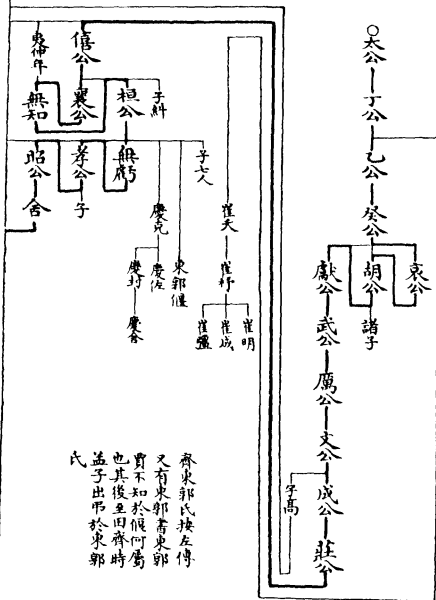 ○太公
丁公
乙公
癸公
哀公
胡公
獻公
諸子
武公
厲公
文公
成公
子高
莊公
僖公
夷仲年
子糾
桓公
襄公
無知
子七人
無虧
孝公
昭公
子
舍
崔夭
崔杼
崔明
崔成
崔彊
東郭偃
慶克
慶佐
慶封
慶舍
齊東郭氏按左傳
又有東郭書東郭
賈不知於偃何屬
也其後至田齊時
孟子出弔於東郭
氏